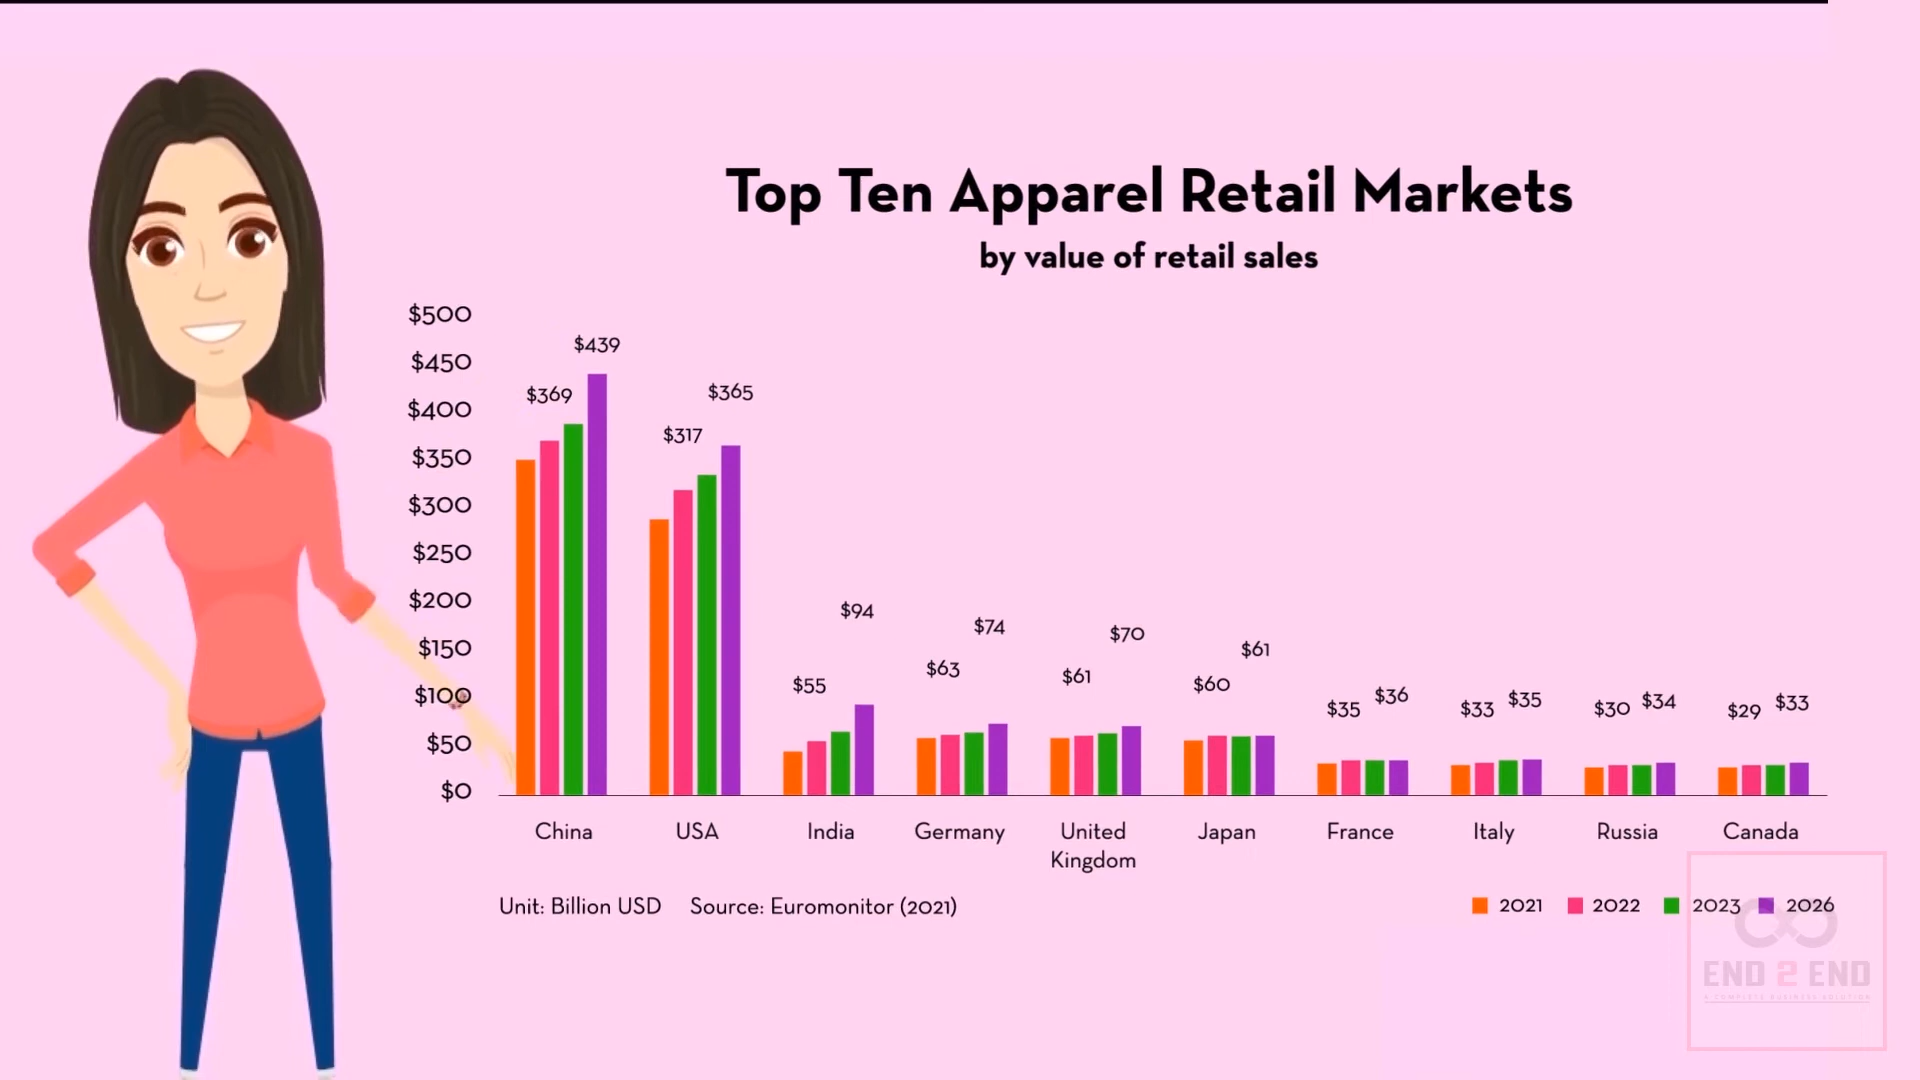 Top Ten Apparel Retail Markets
by value of retail sales
$500
$450
$400
$350
$300
$250
$200
$150
$100
$50
$0
$369
$439
$317
$365
$55
$94
$63
$74
$61
$70
$60
$61
$35
$36
$33
$35
$30
$34
$29
$33
China
USA
India
Germany
United
Kingdom
Japan
France
Italy
Russia
Canada
Unit: Billion USD Source: Euromonitor (2021)
2021 2022 2023 2026
END 2 END
A COMPLETE BUSINESS SOLUTION